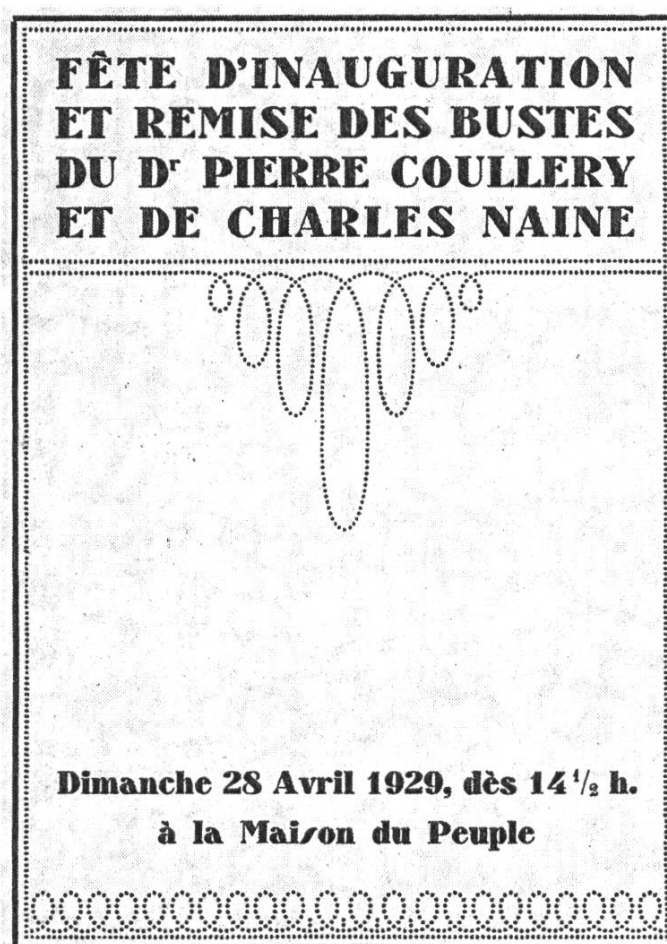 FÊTE D'INAUGURATION
ET REMISE DES BUSTES
DU Dʳ PIERRE COULLERY
ET DE CHARLES NAINE
Dimanche 28 Avril 1929, dès 14 ¹/₂ h.
à la Maison du Peuple